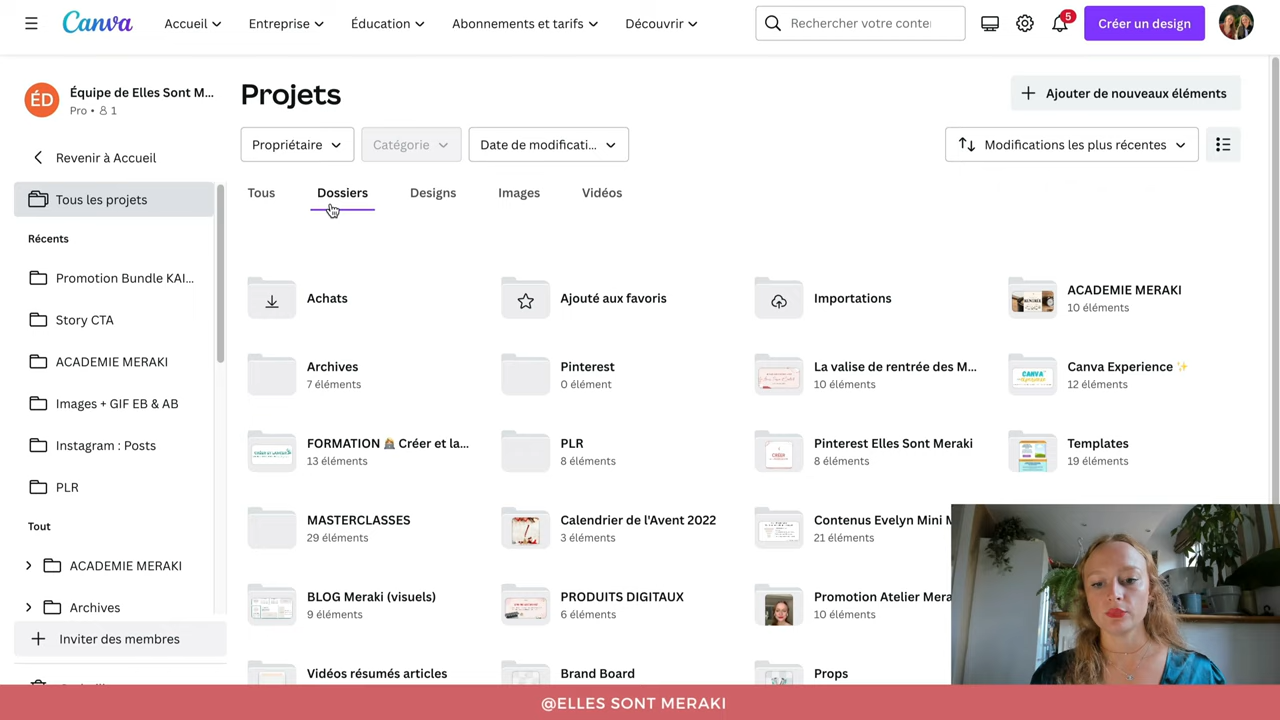 Canva
Accueil
Entreprise
Éducation
Abonnements et tarifs
Découvrir
Rechercher votre conte
5
Créer un design
ÉD
Équipe de Elles Sont M...
Pro • 1
Revenir à Accueil
Tous les projets
Récents
Promotion Bundle KAI...
Story CTA
ACADEMIE MERAKI
Images + GIF EB & AB
Instagram : Posts
PLR
Tout
ACADEMIE MERAKI
Archives
Inviter des membres
Projets
Ajouter de nouveaux éléments
Propriétaire
Catégorie
Date de modificati...
Modifications les plus récentes
Tous
Dossiers
Designs
Images
Vidéos
Achats
Ajouté aux favoris
Importations
ACADEMIE MERAKI
10 éléments
Archives
7 éléments
Pinterest
0 élément
La valise de rentrée des M...
10 éléments
Canva Experience ✨
12 éléments
FORMATION 👩🏼‍💻 Créer et la...
13 éléments
PLR
8 éléments
Pinterest Elles Sont Meraki
8 éléments
Templates
19 éléments
MASTERCLASSES
29 éléments
Calendrier de l'Avent 2022
3 éléments
Contenus Evelyn Mini
21 éléments
BLOG Meraki (visuels)
9 éléments
PRODUITS DIGITAUX
6 éléments
Promotion Atelier Mera
10 éléments
Vidéos résumés articles
Brand Board
Props
@ELLES SONT MERAKI